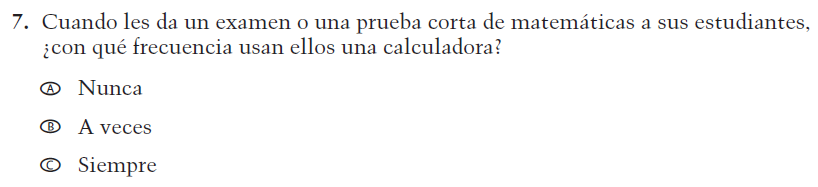 7. Cuando les da un examen o una prueba corta de matemáticas a sus estudiantes,
¿con qué frecuencia usan ellos una calculadora?
A Nunca
B A veces
C Siempre